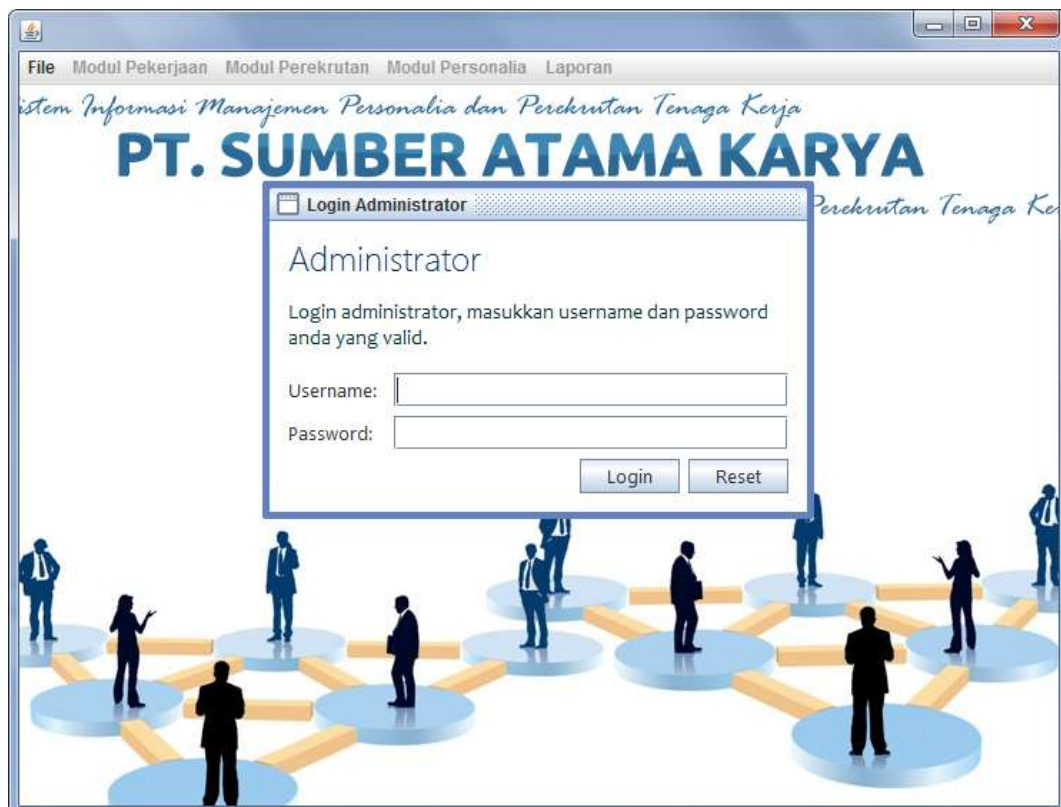 File Modul Pekerjaan Modul Perekrutan Modul Personalia Laporan
istem Informasi Manajemen Personalia dan Perekrutan Tenaga Kerja
PT. SUMBER ATAMA KARYA
Perekrutan Tenaga Ke
Login Administrator
Administrator
Login administrator, masukkan username dan password
anda yang valid.
Username:
Password:
Login Reset